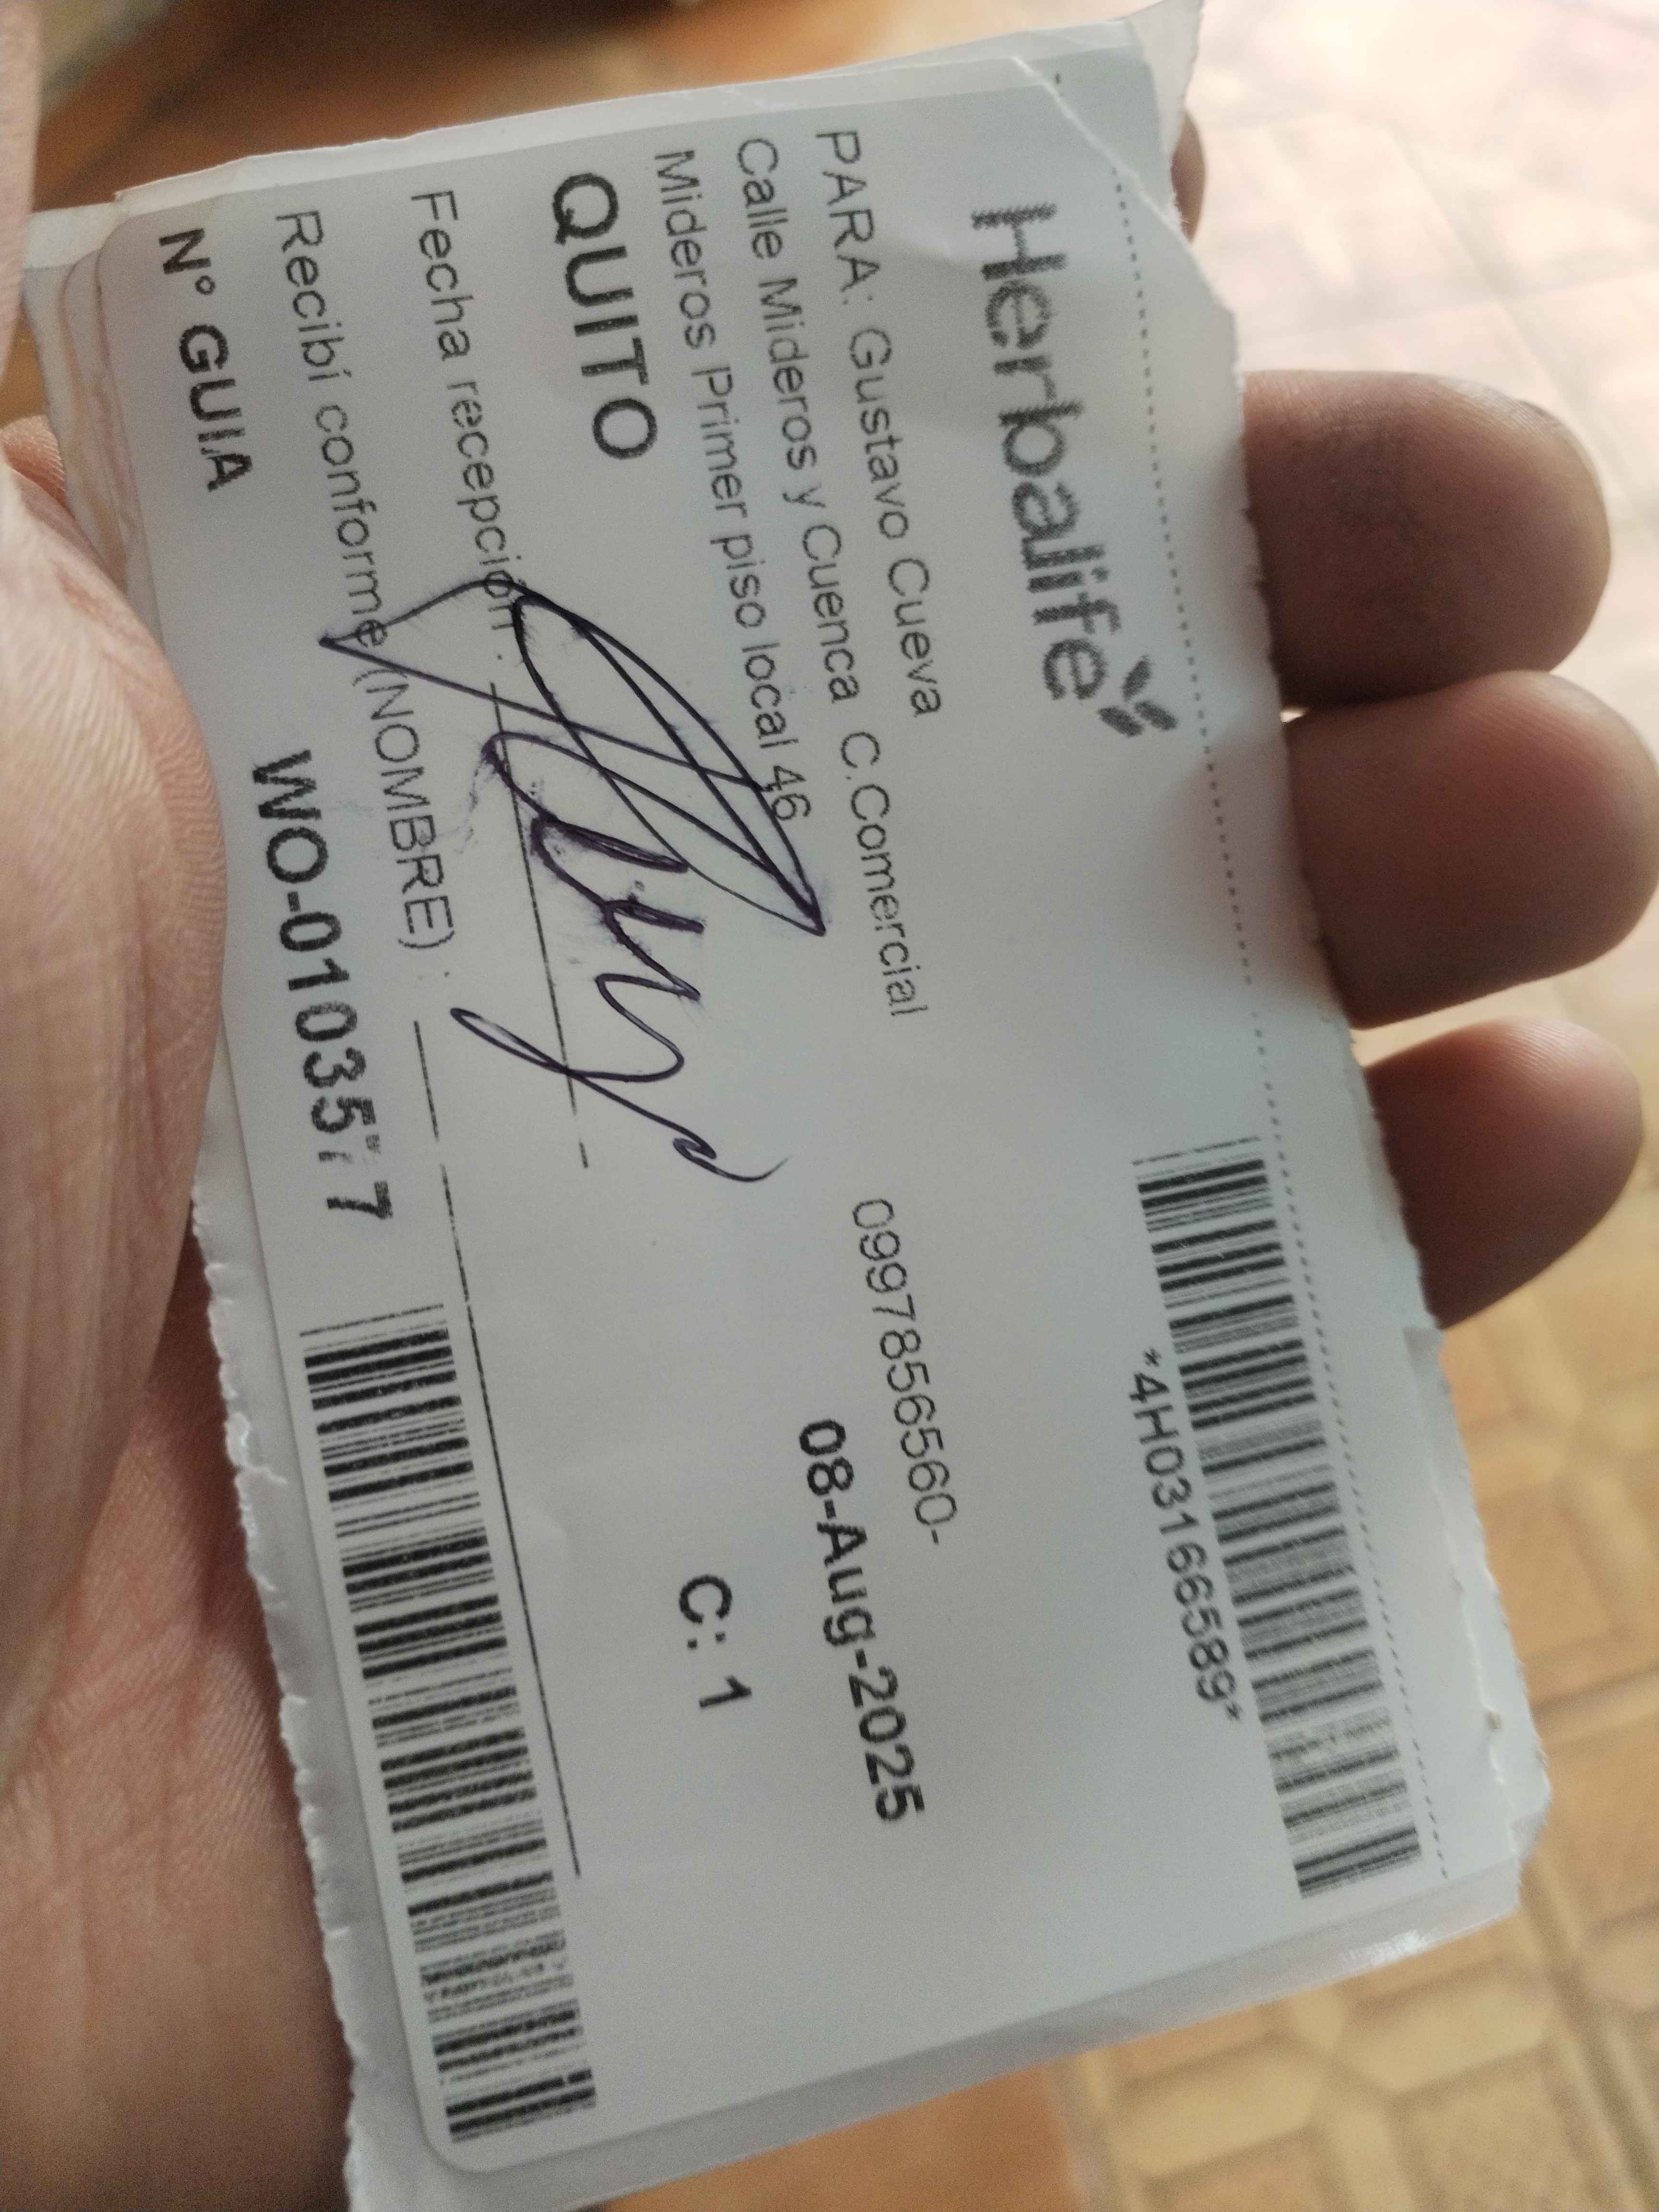 Herbalife
*4H03166589*
PARA: Gustavo Cueva
0997856560-
Calle Mideros y Cuenca C.Comercial
08-Aug-2025
Mideros Primer piso local 46
C: 1
QUITO
Fecha recepción :
Recibí conforme (NOMBRE) :
N° GUIA